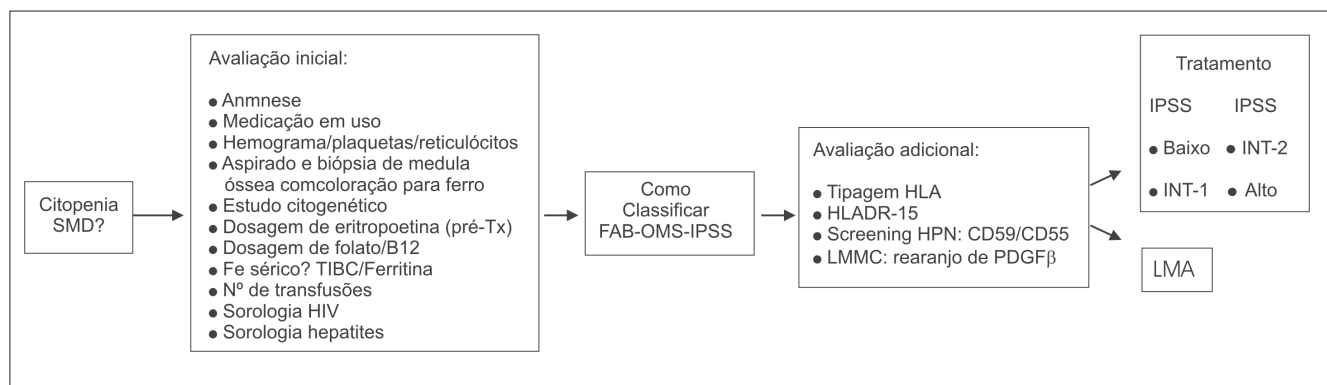 Citopenia
SMD?
Avaliação inicial:
● Anmnese
● Medicação em uso
● Hemograma/plaquetas/reticulócitos
● Aspirado e biópsia de medula
óssea comcoloração para ferro
● Estudo citogenético
● Dosagem de eritropoetina (pré-Tx)
● Dosagem de folato/B12
● Fe sérico? TIBC/Ferritina
● Nº de transfusões
● Sorologia HIV
● Sorologia hepatites
Como
Classificar
FAB-OMS-IPSS
Avaliação adicional:
● Tipagem HLA
● HLADR-15
● Screening HPN: CD59/CD55
● LMMC: rearanjo de PDGFβ
Tratamento
IPSS IPSS
● Baixo ● INT-2
● INT-1 ● Alto
LMA